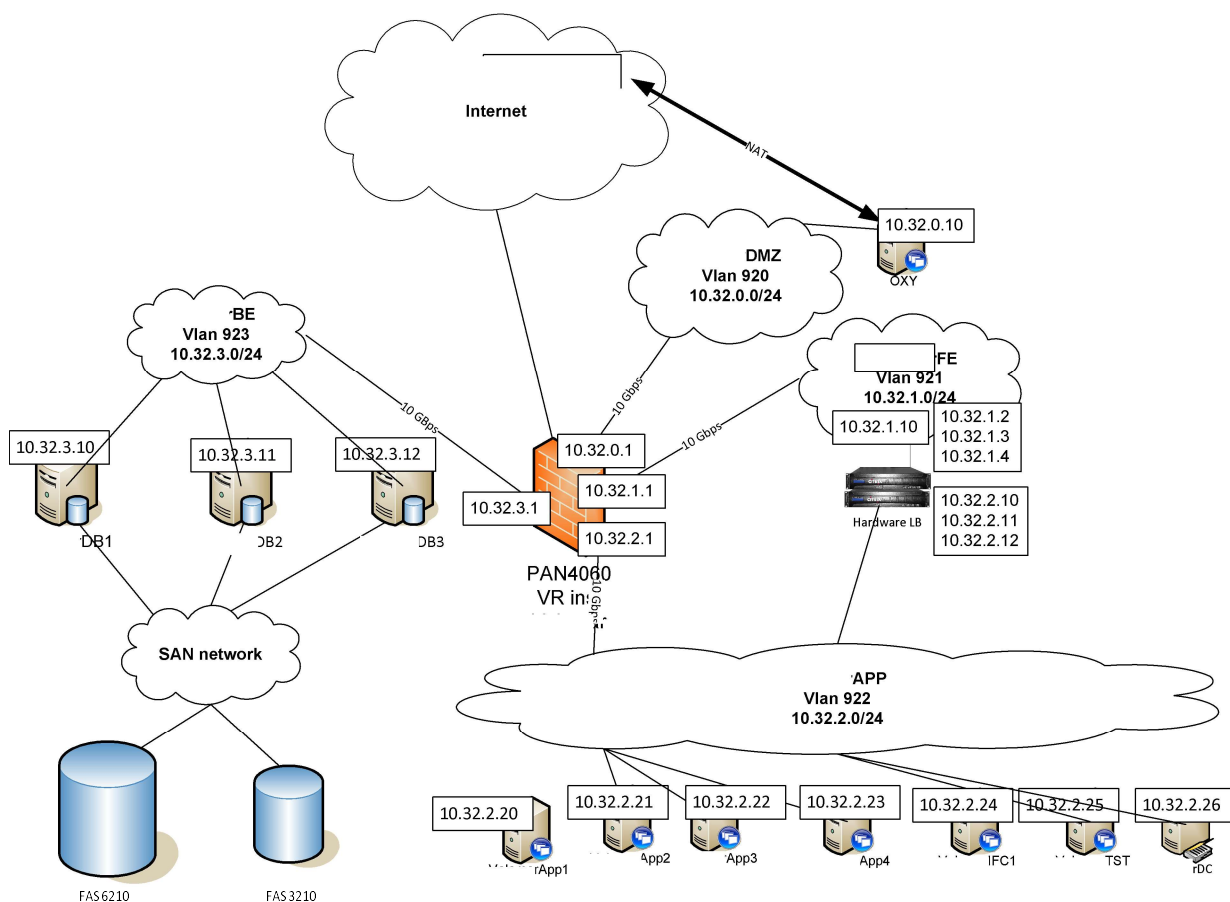 Internet
NAT
10.32.0.10
OXY
DMZ
Vlan 920
10.32.0.0/24
BE
Vlan 923
10.32.3.0/24
FE
Vlan 921
10.32.1.0/24
10 GBps
10 Gbps
10 Gbps
10.32.1.10
10.32.1.2
10.32.1.3
10.32.1.4
10.32.3.10
10.32.3.11
10.32.3.12
10.32.0.1
10.32.1.1
10.32.3.1
10.32.2.1
Hardware LB
10.32.2.10
10.32.2.11
10.32.2.12
DB1
DB2
DB3
PAN4060
VR
10 Gbps
SAN network
APP
Vlan 922
10.32.2.0/24
10.32.2.20
10.32.2.21
10.32.2.22
10.32.2.23
10.32.2.24
10.32.2.25
10.32.2.26
rApp1
App2
App3
App4
IFC1
TST
rDC
FAS6210
FAS3210